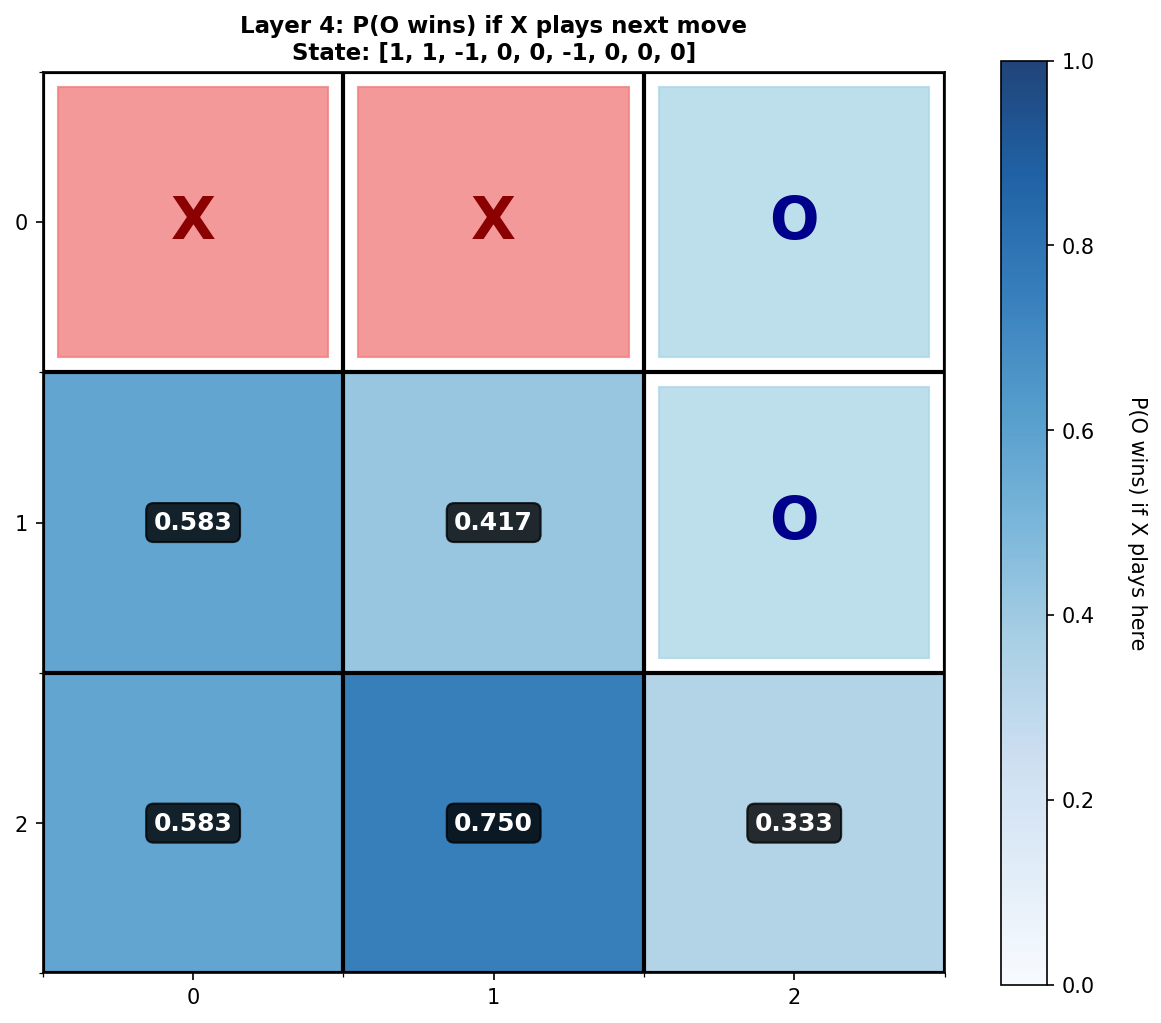 Layer 4: P(O wins) if X plays next move
State: [1, 1, -1, 0, 0, -1, 0, 0, 0]
X
X
O
0.583
0.417
O
0.583
0.750
0.333
0
1
2
0
1
2
1.0
0.8
0.6
0.4
0.2
0.0
P(O wins) if X plays here